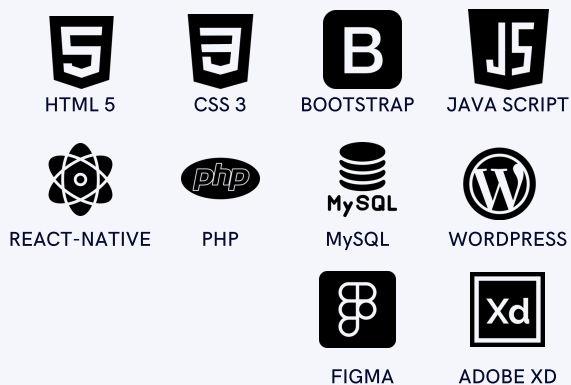 5
3
B
JS
HTML 5
CSS 3
BOOTSTRAP
JAVA SCRIPT
php
MySQL
W
REACT-NATIVE
PHP
MySQL
WORDPRESS
Xd
FIGMA
ADOBE XD